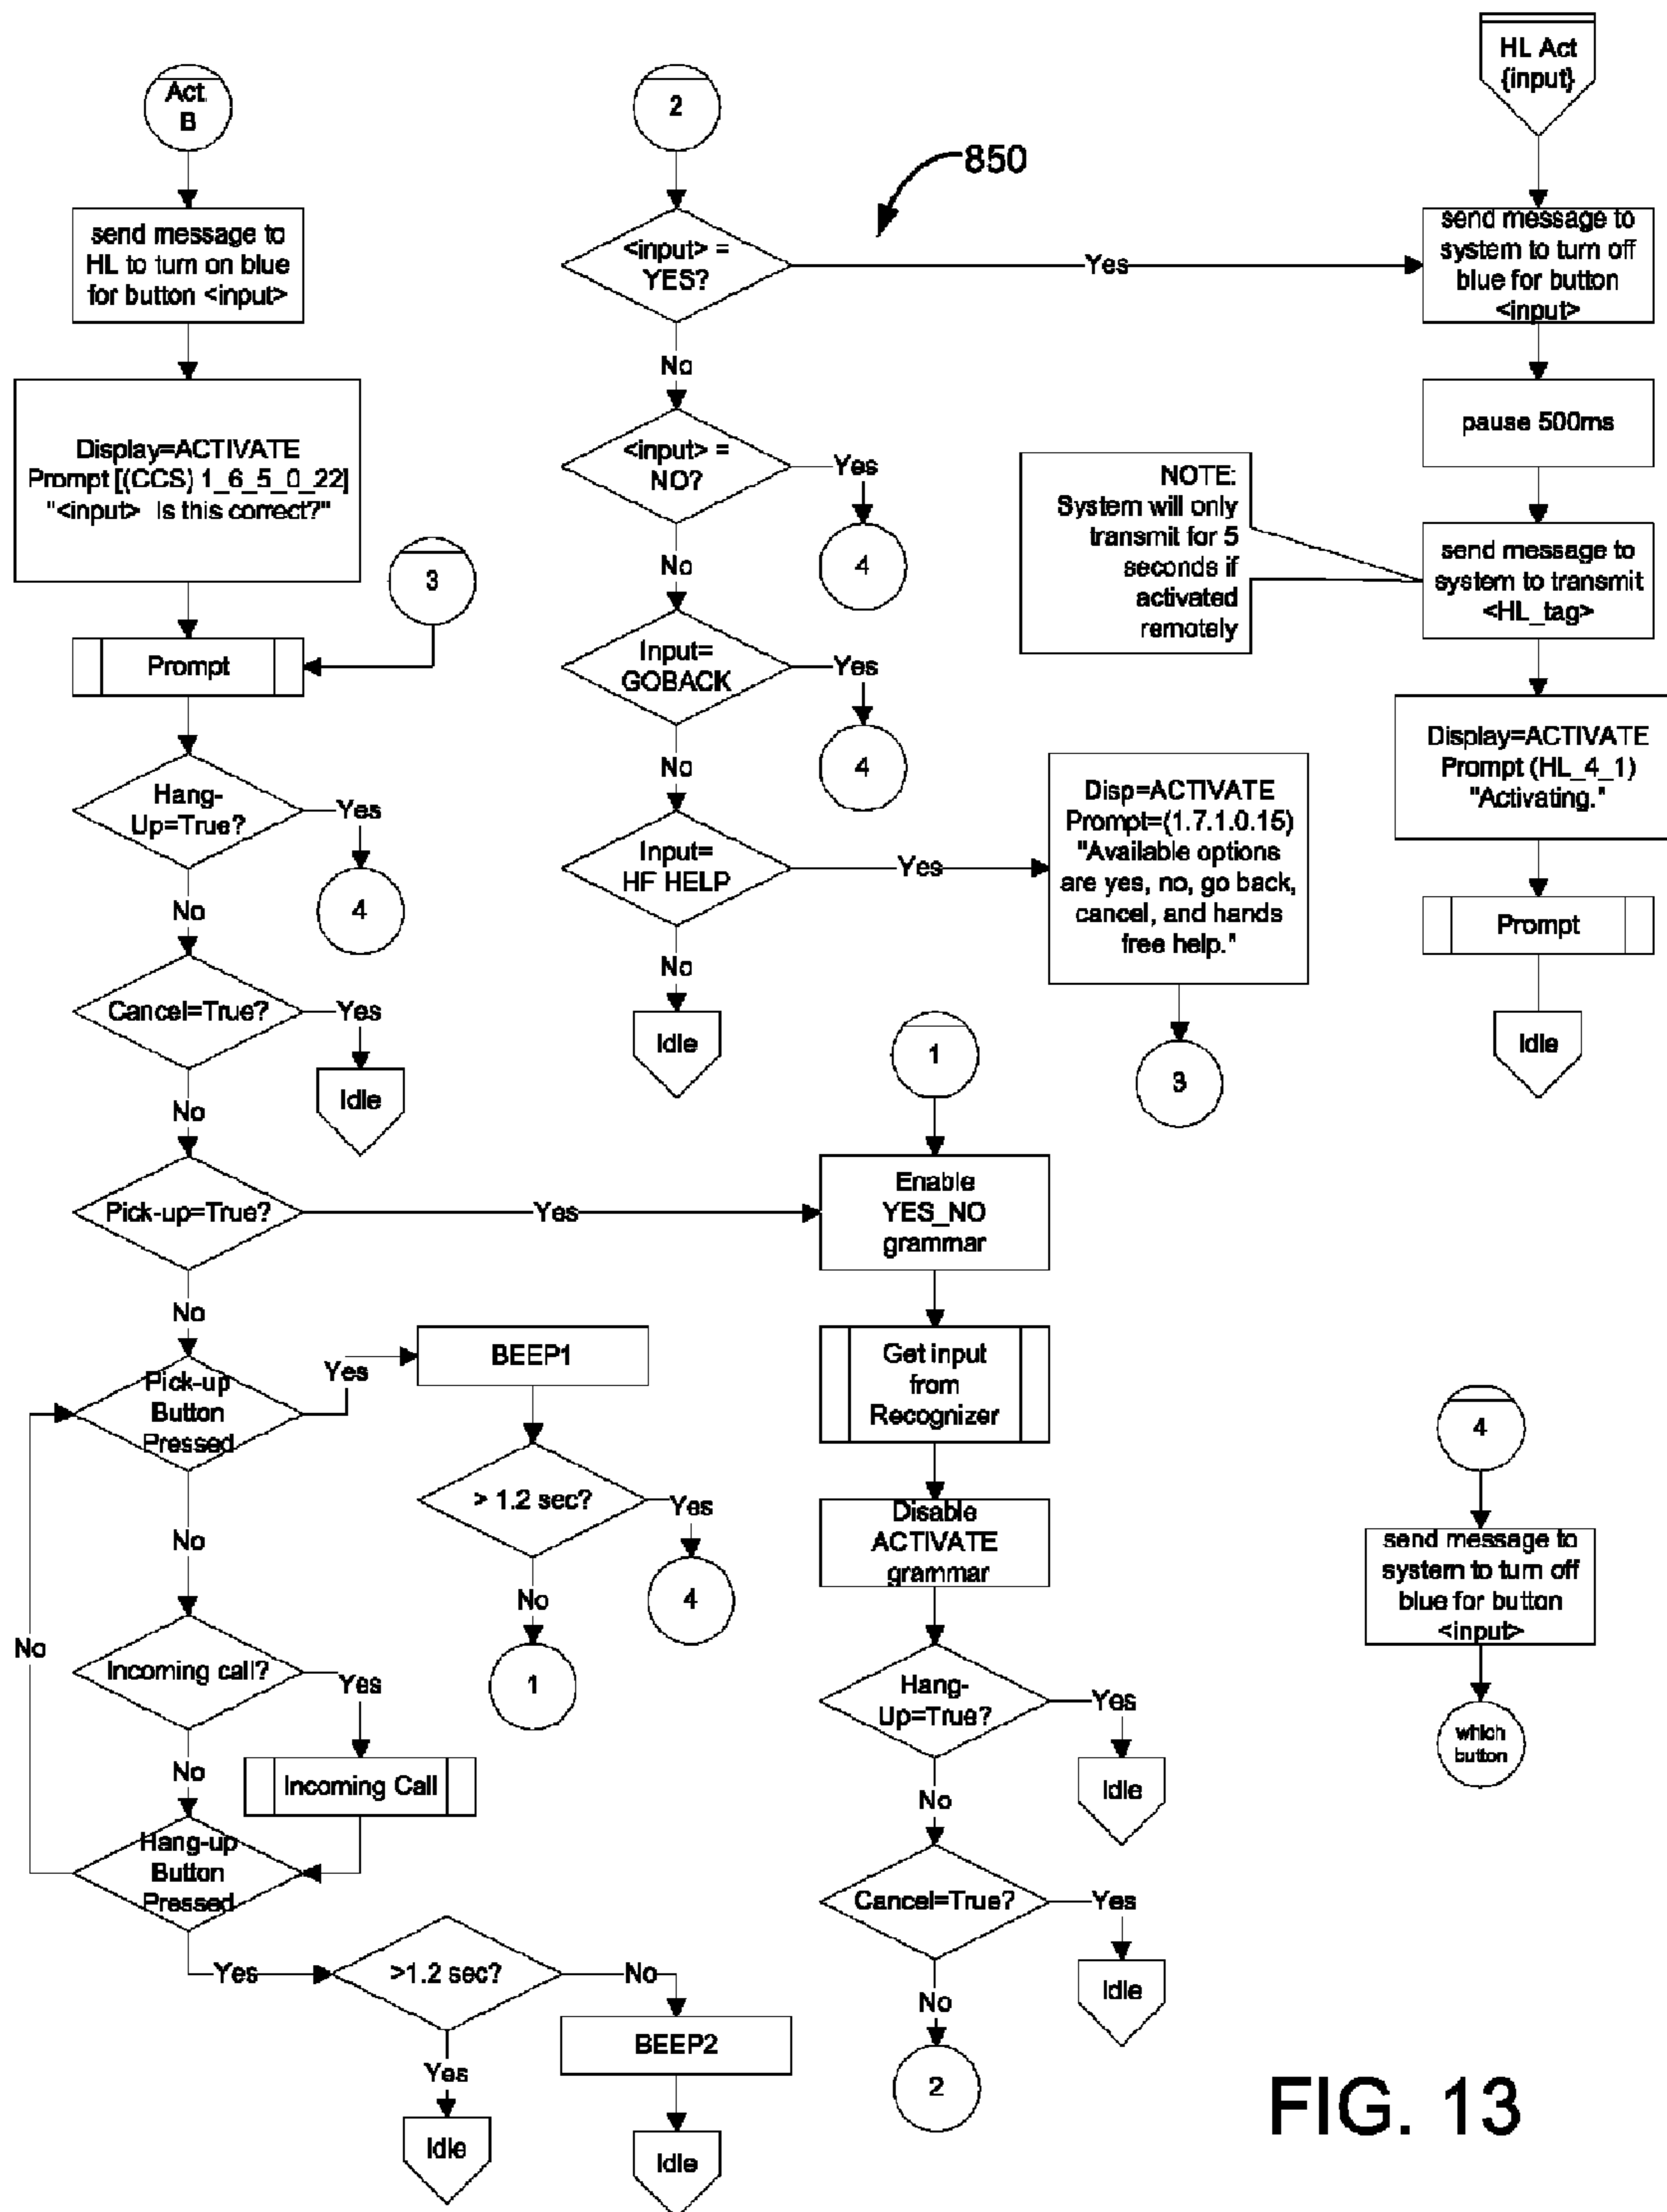 Act.
B
send message to
HL to turn on blue
for button <input>
Display=ACTIVATE
Prompt [(CCS) 1_6_5_0_22]
"<input>  Is this correct?"
3
Prompt
Hang-
Up=True?
Yes
4
No
Cancel=True?
Yes
Idle
No
Pick-up=True?
Yes
No
Pick-up
Button
Pressed
Yes
BEEP1
> 1.2 sec?
Yes
4
No
1
No
Incoming call?
Yes
Incoming Call
No
Hang-up
Button
Pressed
No
Yes
>1.2 sec?
No
BEEP2
Idle
Yes
Idle
2
850
<input> =
YES?
Yes
No
<input> =
NO?
Yes
4
No
Input=
GOBACK
Yes
4
No
Input=
HF HELP
Yes
Disp=ACTIVATE
Prompt=(1.7.1.0.15)
"Available options
are yes, no, go back,
cancel, and hands
free help."
3
No
Idle
1
Enable
YES_NO
grammar
Get input
from
Recognizer
Disable
ACTIVATE
grammar
Hang-
Up=True?
Yes
Idle
No
Cancel=True?
Yes
Idle
No
2
HL Act
{input}
send message to
system to turn off
blue for button
<input>
pause 500ms
NOTE:
System will only
transmit for 5
seconds if
activated
remotely
send message to
system to transmit
<HL_tag>
Display=ACTIVATE
Prompt (HL_4_1)
"Activating."
Prompt
Idle
4
send message to
system to turn off
blue for button
<input>
which
button
FIG. 13